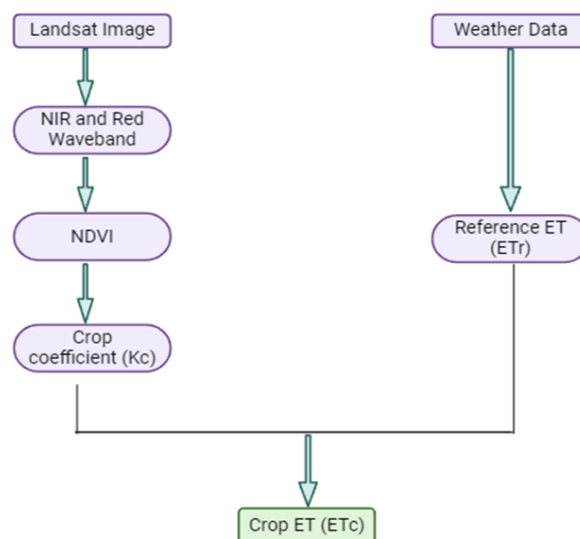 Landsat Image
Weather Data
NIR and Red
Waveband
NDVI
Reference ET
(ETr)
Crop
coefficient (Kc)
Crop ET (ETc)